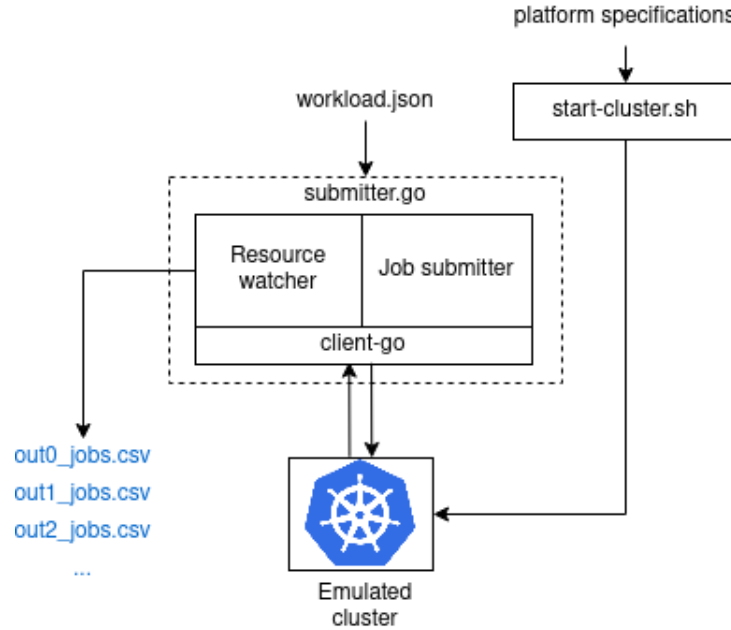 platform specifications
start-cluster.sh
workload.json
submitter.go
Resource
watcher
Job submitter
client-go
out0_jobs.csv
out1_jobs.csv
out2_jobs.csv
...
Emulated
cluster